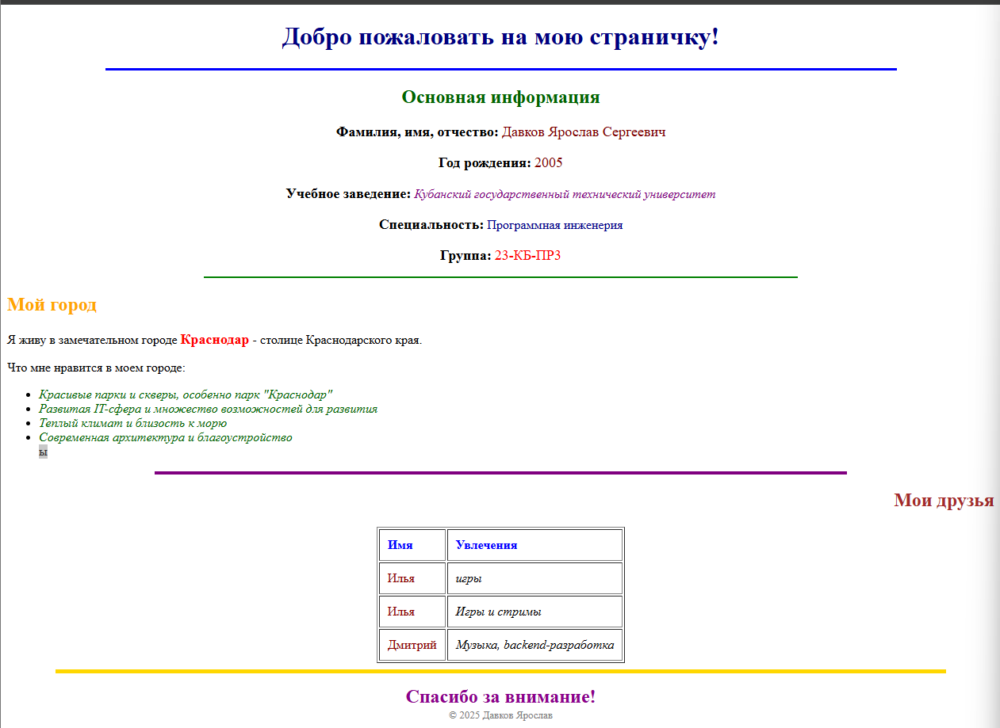 Добро пожаловать на мою страничку!
Основная информация
Фамилия, имя, отчество: Давков Ярослав Сергеевич
Год рождения: 2005
Учебное заведение: Кубанский государственный технический университет
Специальность: Программная инженерия
Группа: 23-КБ-ПР3
Мой город
Я живу в замечательном городе Краснодар - столице Краснодарского края.
Что мне нравится в моем городе:
Красивые парки и скверы, особенно парк "Краснодар"
Развитая IT-сфера и множество возможностей для развития
Теплый климат и близость к морю
Современная архитектура и благоустройство
ы
Мои друзья
Имя Увлечения
Илья игры
Илья Игры и стримы
Дмитрий Музыка, backend-разработка
Спасибо за внимание!
© 2025 Давков Ярослав